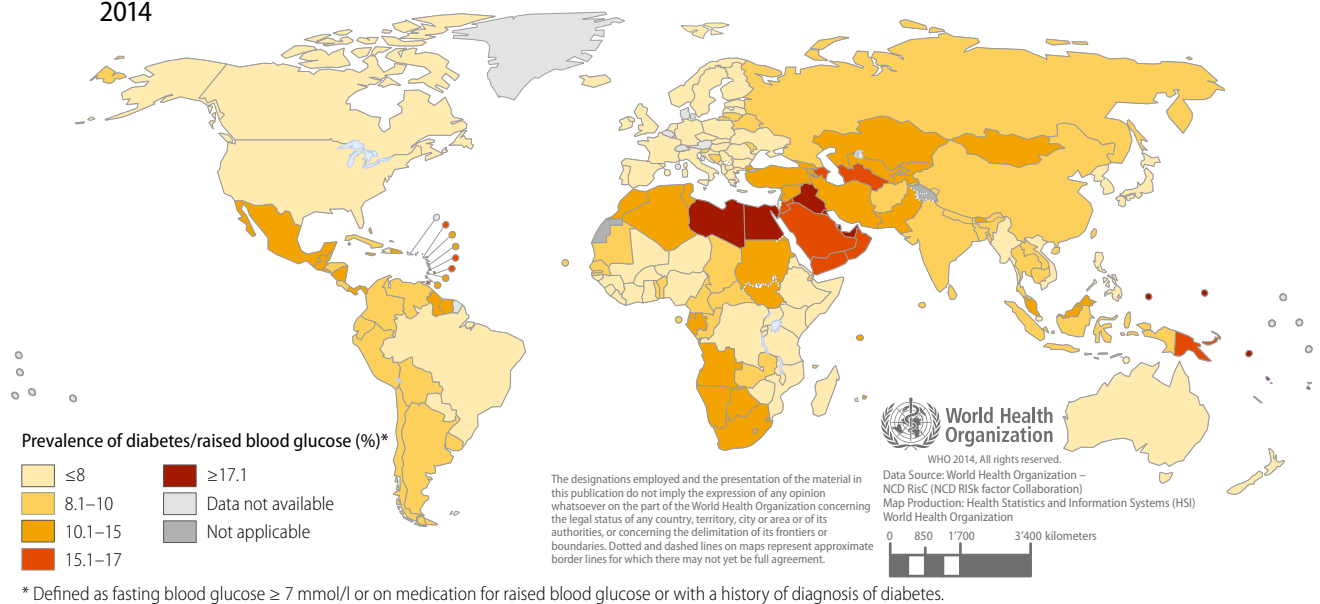 2014
Prevalence of diabetes/raised blood glucose (%)*
≤8
8.1–10
10.1–15
15.1–17
≥17.1
Data not available
Not applicable
The designations employed and the presentation of the material in
this publication do not imply the expression of any opinion
whatsoever on the part of the World Health Organization concerning
the legal status of any country, territory, city or area or of its
authorities, or concerning the delimitation of its frontiers or
boundaries. Dotted and dashed lines on maps represent approximate
border lines for which there may not yet be full agreement.
World Health
Organization
WHO 2014, All rights reserved.
Data Source: World Health Organization –
NCD RisC (NCD RISk factor Collaboration)
Map Production: Health Statistics and Information Systems (HSI)
World Health Organization
0 850 1'700 3'400 kilometers
* Defined as fasting blood glucose ≥ 7 mmol/l or on medication for raised blood glucose or with a history of diagnosis of diabetes.